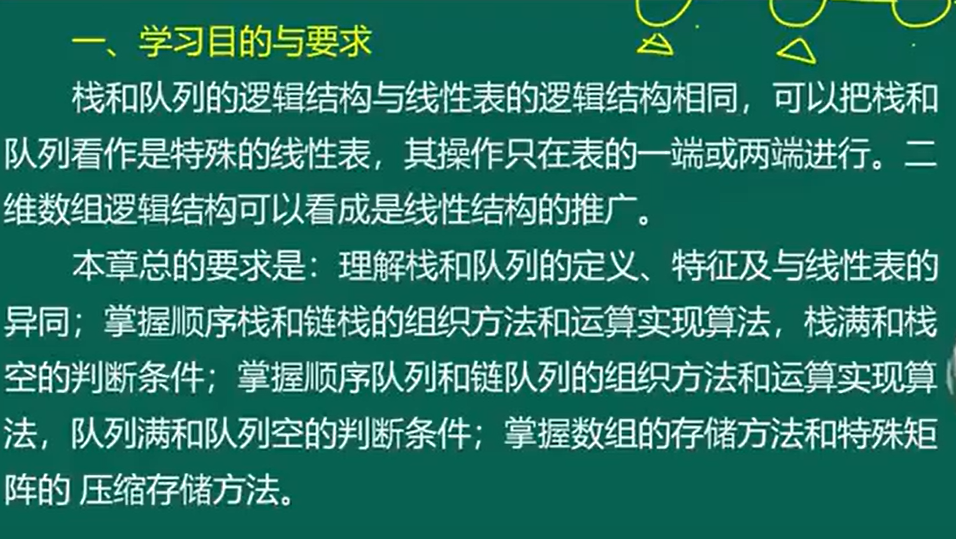 一、学习目的与要求
栈和队列的逻辑结构与线性表的逻辑结构相同，可以把栈和
队列看作是特殊的线性表，其操作只在表的一端或两端进行。二
维数组逻辑结构可以看成是线性结构的推广。
本章总的要求是：理解栈和队列的定义、特征及与线性表的
异同；掌握顺序栈和链栈的组织方法和运算实现算法，栈满和栈
空的判断条件；掌握顺序队列和链队列的组织方法和运算实现算
法，队列满和队列空的判断条件；掌握数组的存储方法和特殊矩
阵的 压缩存储方法。